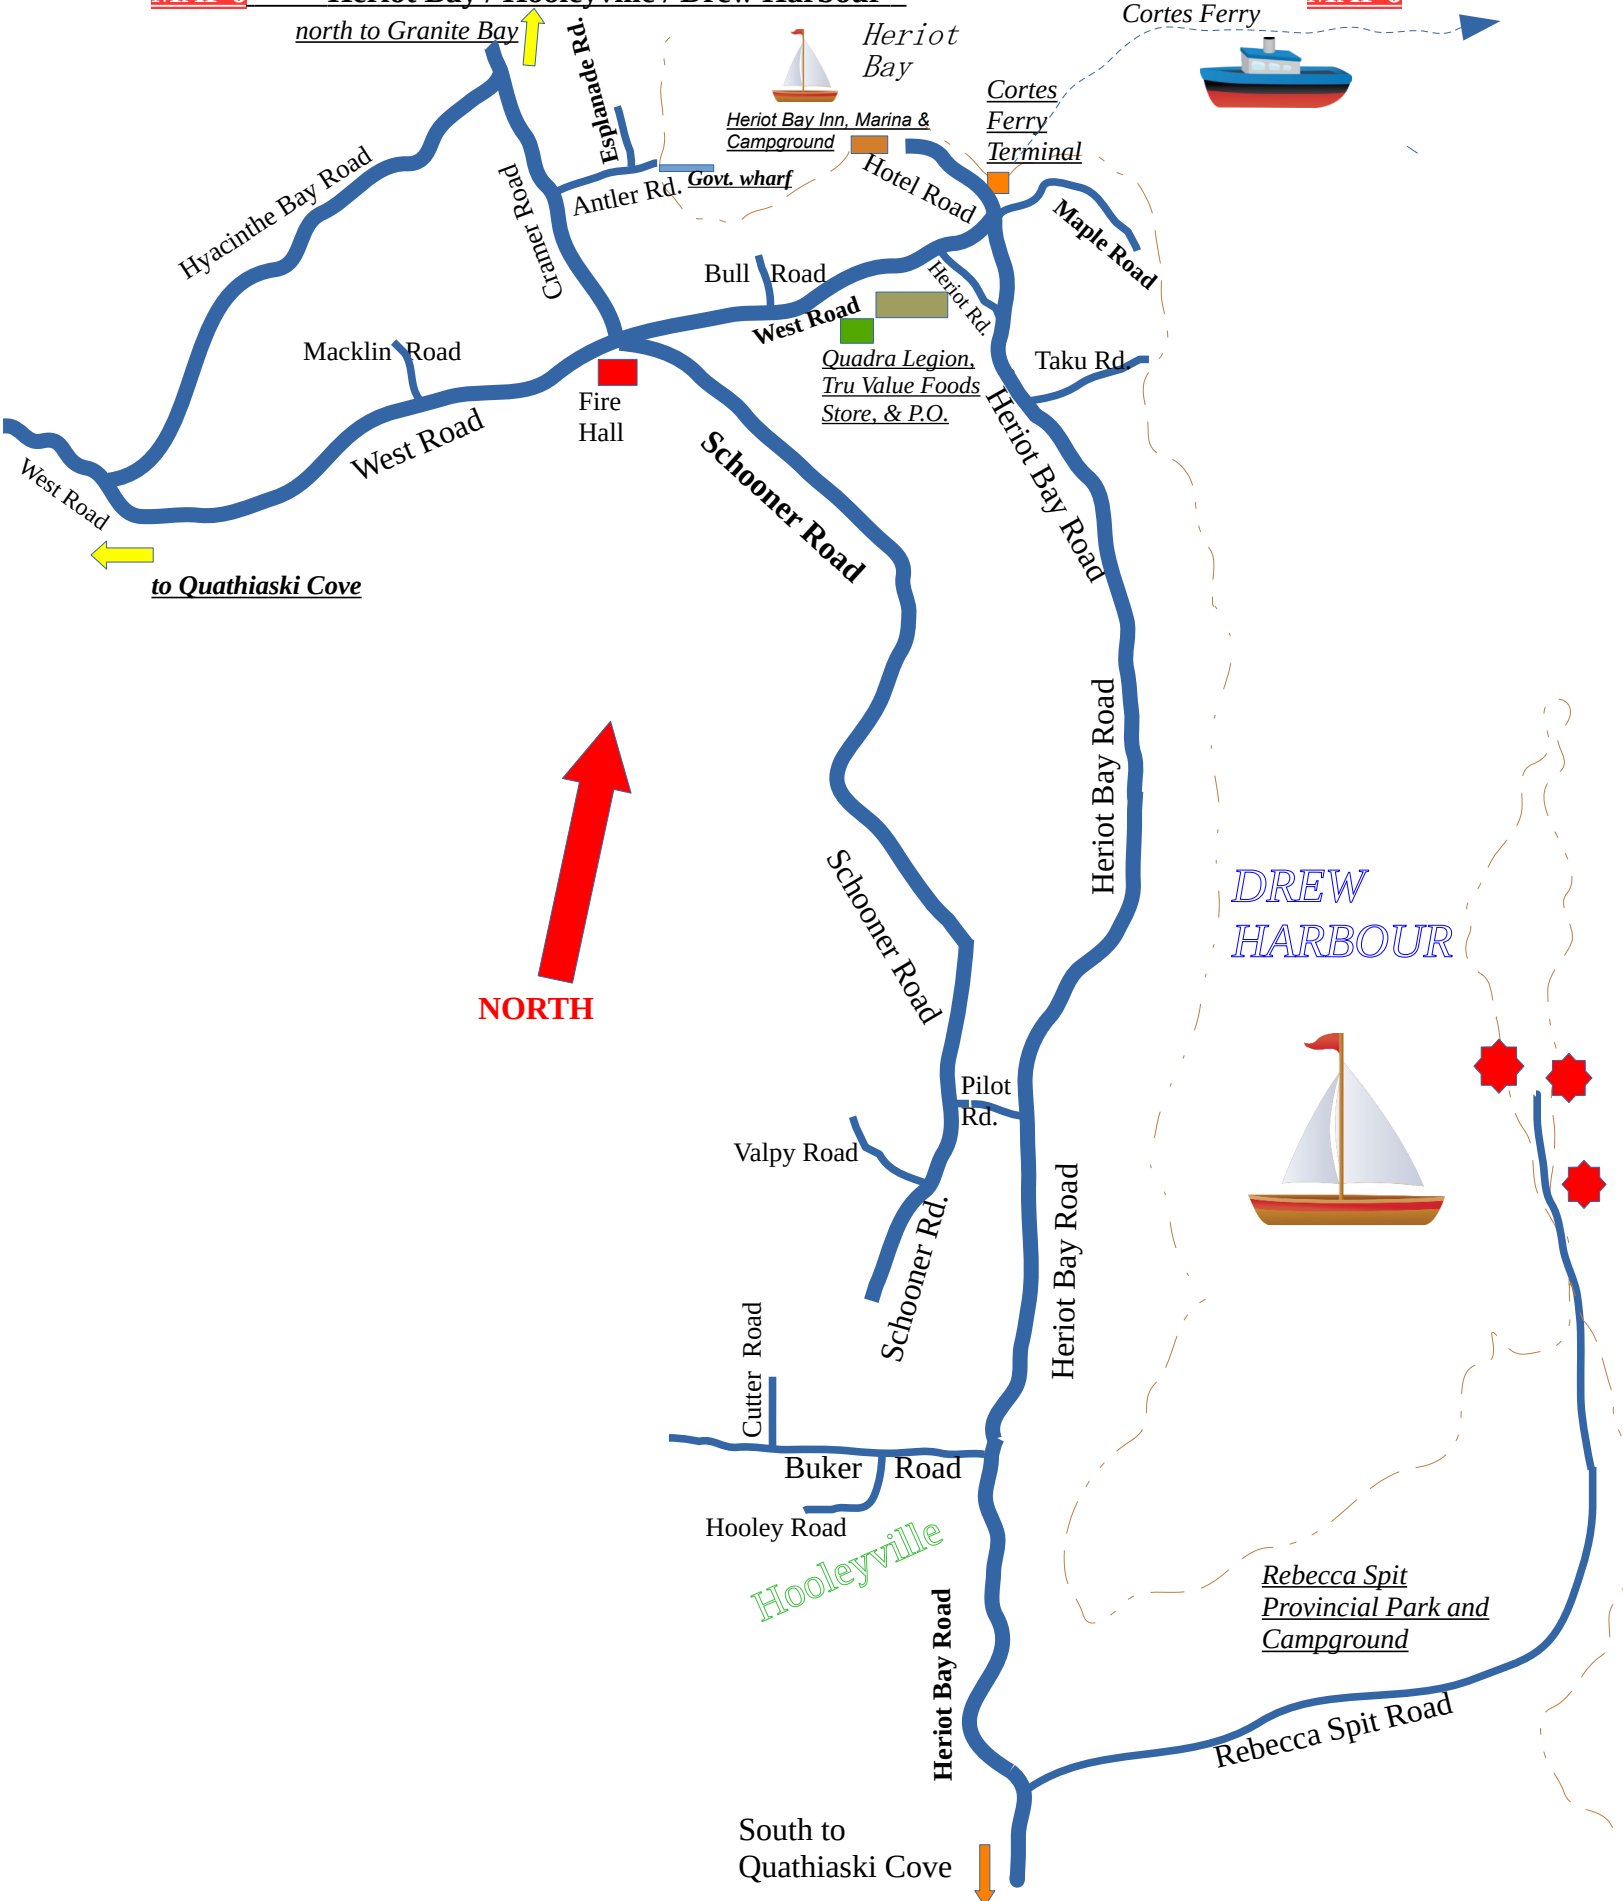 Heriot Bay / Hooleyville / Drew Harbour
north to Granite Bay
Esplanade Rd.
Heriot
Bay
Cortes Ferry
Cortes
Ferry
Terminal
Heriot Bay Inn, Marina &
Campground
Hyacinthe Bay Road
Cramer Road
Antler Rd.
Govt. wharf
Hotel Road
Maple Road
Bull Road
West Road
Heriot Rd.
Macklin Road
Quadra Legion,
Tru Value Foods
Store, & P.O.
Taku Rd.
Fire
Hall
West Road
West Road
to Quathiaski Cove
Schooner Road
Heriot Bay Road
Heriot Bay Road
DREW
HARBOUR
NORTH
Schooner Road
Pilot
Rd.
Valpy Road
Schooner Rd.
Heriot Bay Road
Cutter Road
Buker Road
Hooley Road
Hooleyville
Heriot Bay Road
Rebecca Spit
Provincial Park and
Campground
Rebecca Spit Road
South to
Quathiaski Cove